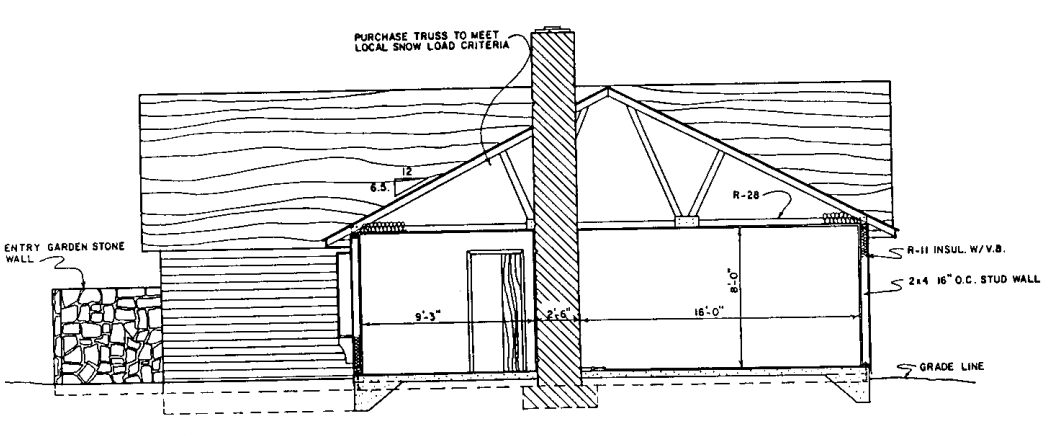 PURCHASE TRUSS TO MEET
LOCAL SNOW LOAD CRITERIA
12
6.5.
R-28
ENTRY GARDEN STONE
WALL
R-11 INSUL. W/V.B.
2x4 16" O.C. STUD WALL
8'-0"
9'-3"
2'-6"
16'-0"
GRADE LINE